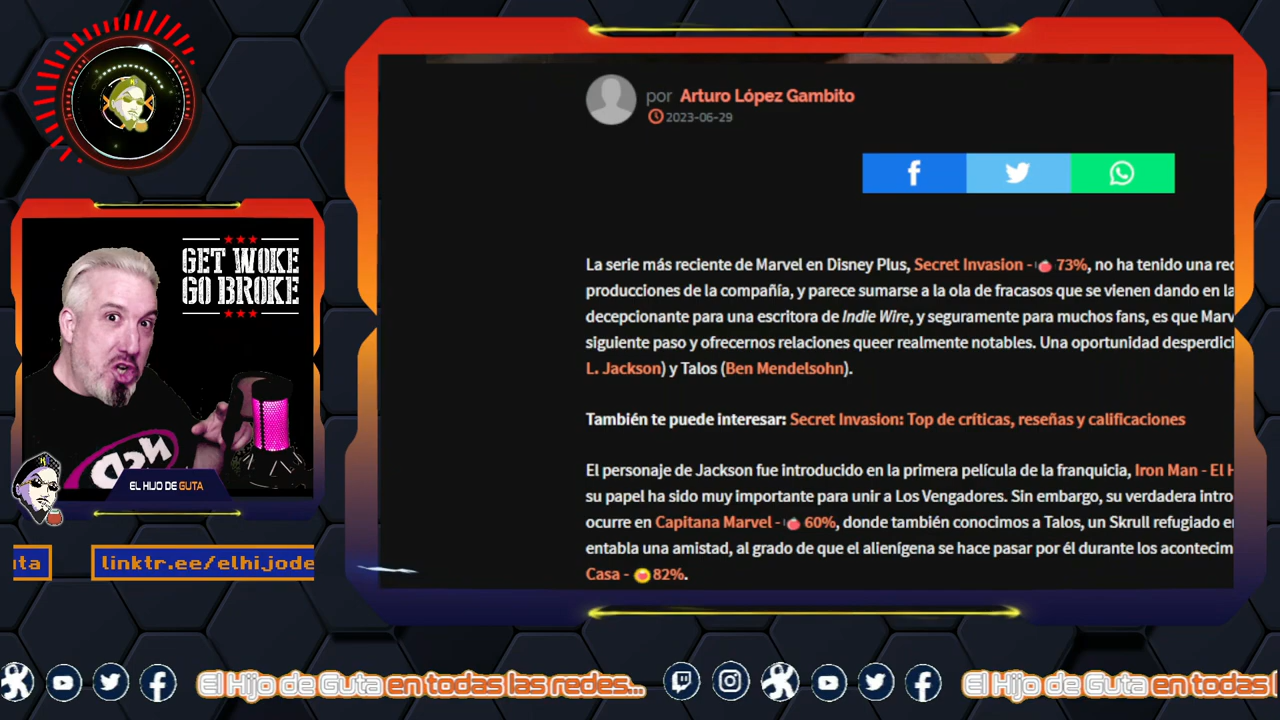 por Arturo López Gambito
2023-06-29
GET WOKE
GO BROKE
La serie más reciente de Marvel en Disney Plus, Secret Invasion - 73%, no ha tenido una
producciones de la compañía, y parece sumarse a la ola de fracasos que se vienen dando en la
decepcionante para una escritora de Indie Wire, y seguramente para muchos fans, es que
siguiente paso y ofrecernos relaciones queer realmente notables. Una oportunidad
L. Jackson) y Talos (Ben Mendelsohn).
También te puede interesar: Secret Invasion: Top de críticas, reseñas y calificaciones
El personaje de Jackson fue introducido en la primera película de la franquicia, Iron Man - El
su papel ha sido muy importante para unir a Los Vengadores. Sin embargo, su verdadera
ocurre en Capitana Marvel - 60%, donde también conocimos a Talos, un Skrull refugiado
entabla una amistad, al grado de que el alienígena se hace pasar por él durante los
Casa - 82%.
EL HIJO DE GUTA
uta linktr.ee/elhijode
El Hijo de Guta en todas las redes... El Hijo de Guta en todas